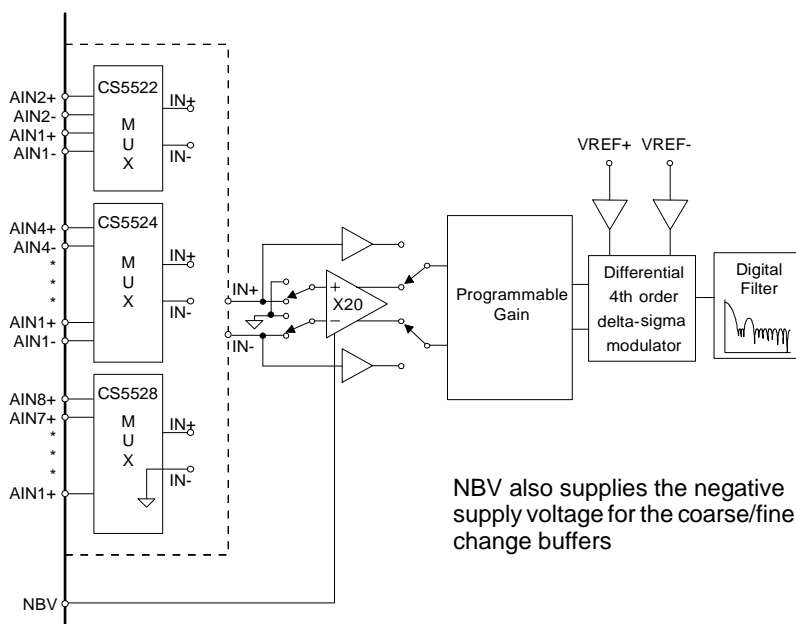 CS5522
AIN2+
AIN2-
AIN1+
AIN1-
M
U
X
IN+
IN-
VREF+ VREF-
CS5524
AIN4+
AIN4-
*
*
*
AIN1+
AIN1-
M
U
X
IN+
IN-
IN+
IN-
+
X20
-
Programmable
Gain
Differential
4th order
delta-sigma
modulator
Digital
Filter
CS5528
AIN8+
AIN7+
*
*
*
AIN1+
M
U
X
IN+
IN-
NBV also supplies the negative
supply voltage for the coarse/fine
change buffers
NBV